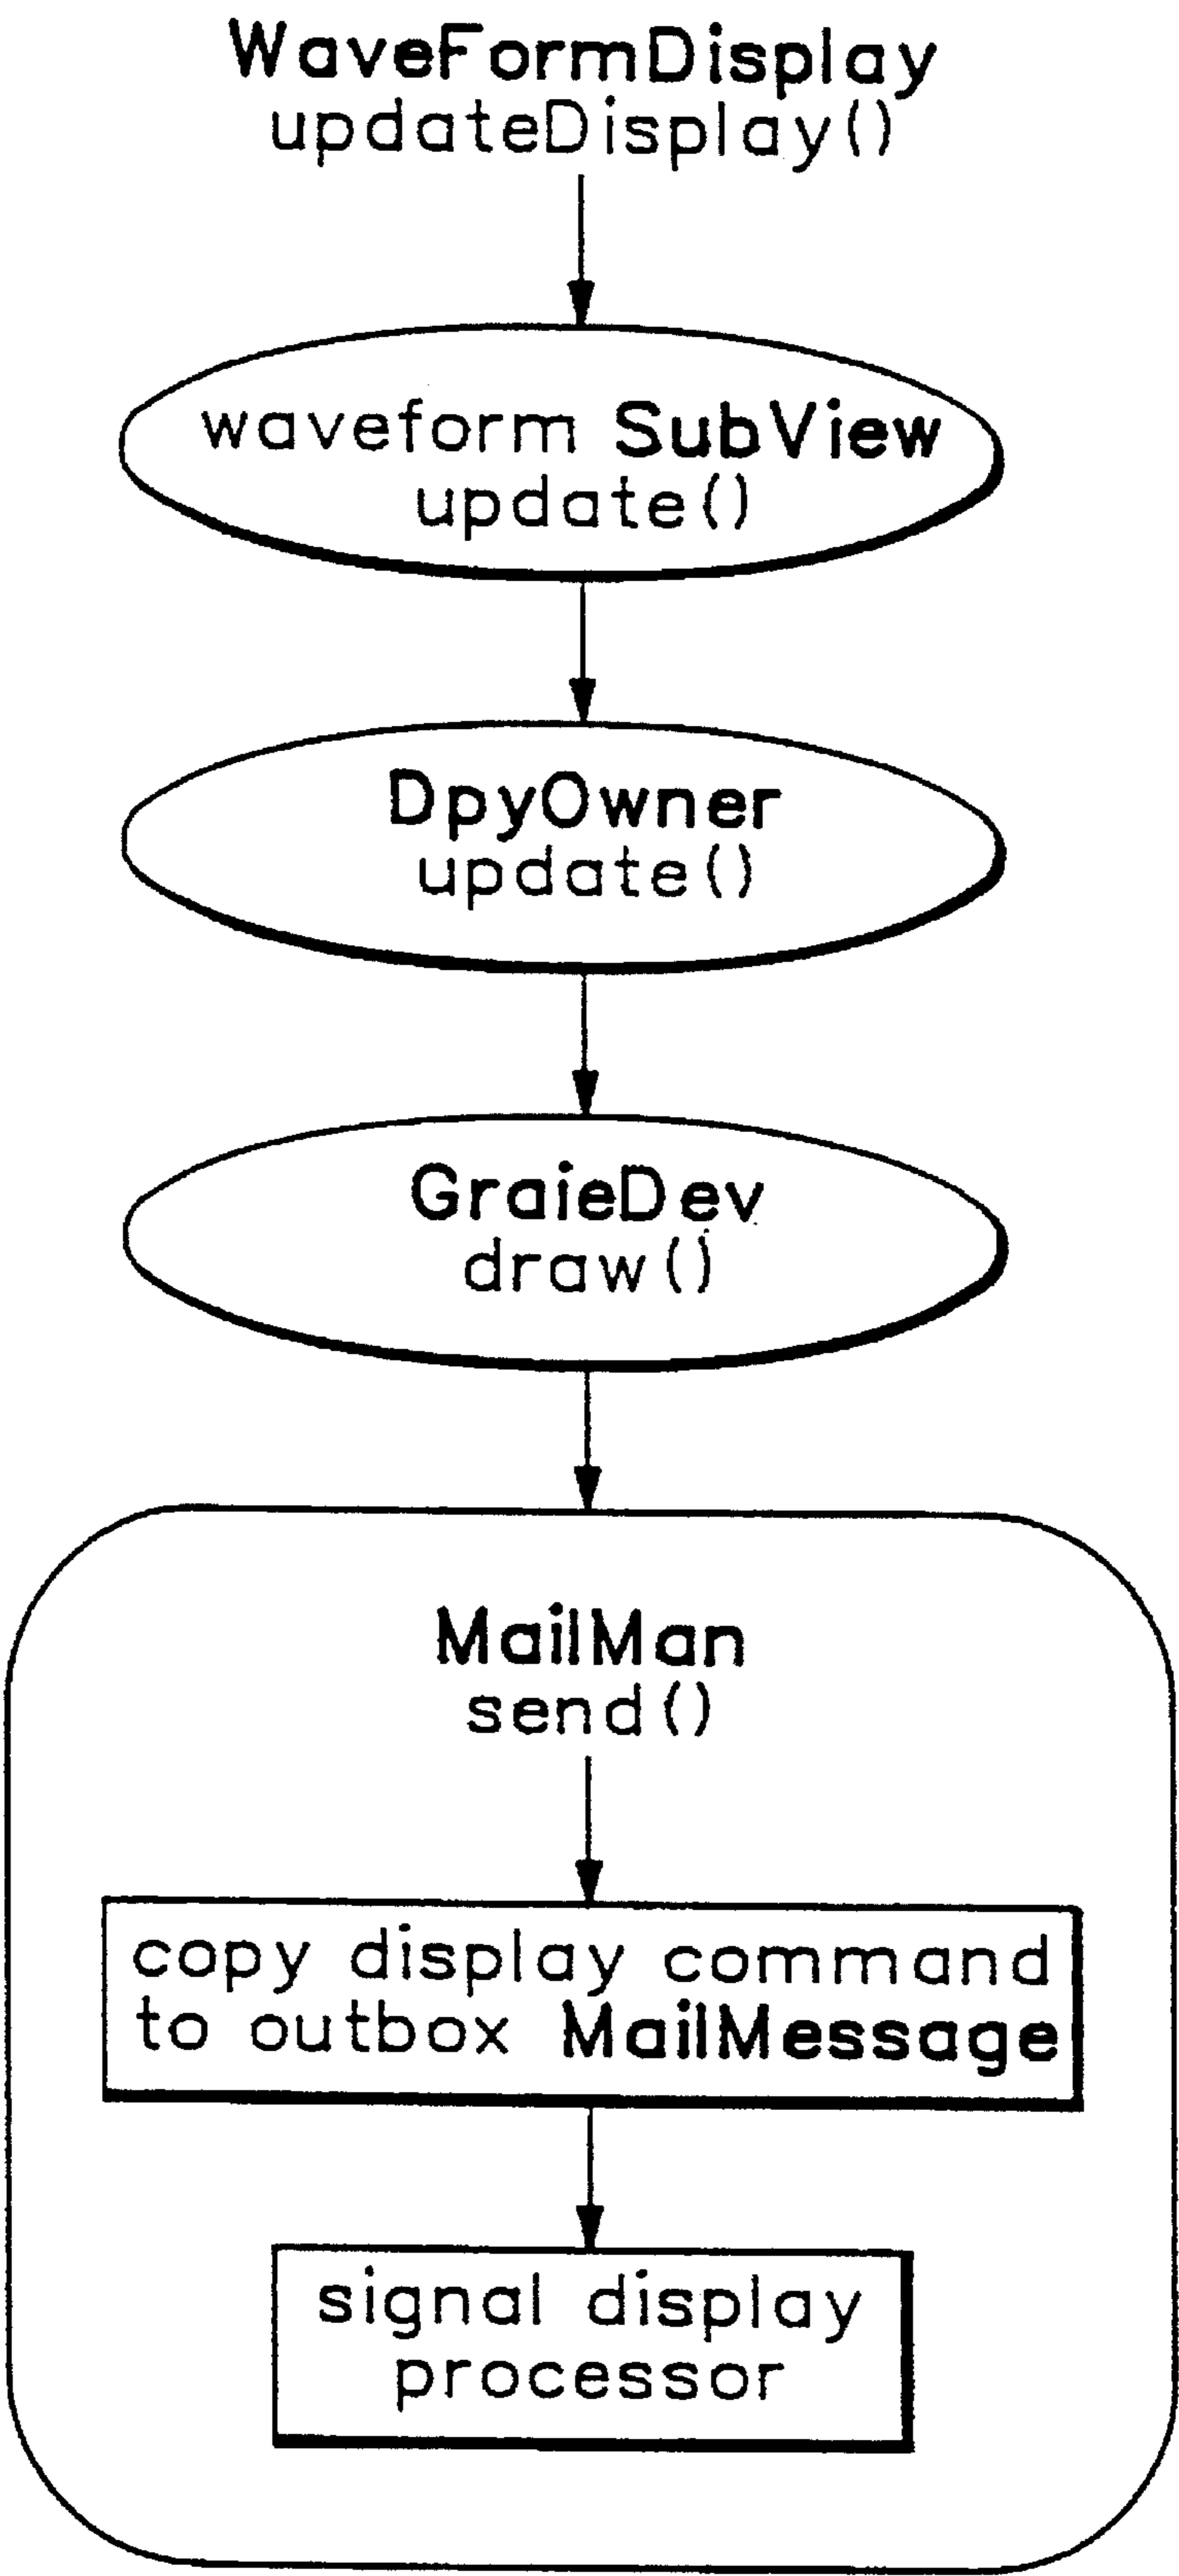 WaveFormDisplay
updateDisplay()
waveform SubView
update()
DpyOwner
update()
GraieDev
draw()
MailMan
send()
copy display command
to outbox MailMessage
signal display
processor